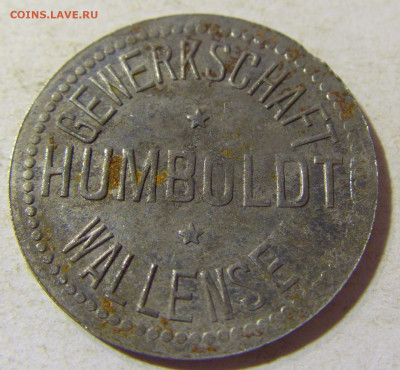 COINS.LAVE.RU
GEWERKSCHAFT
HUMBOLDT
WALLENSEN